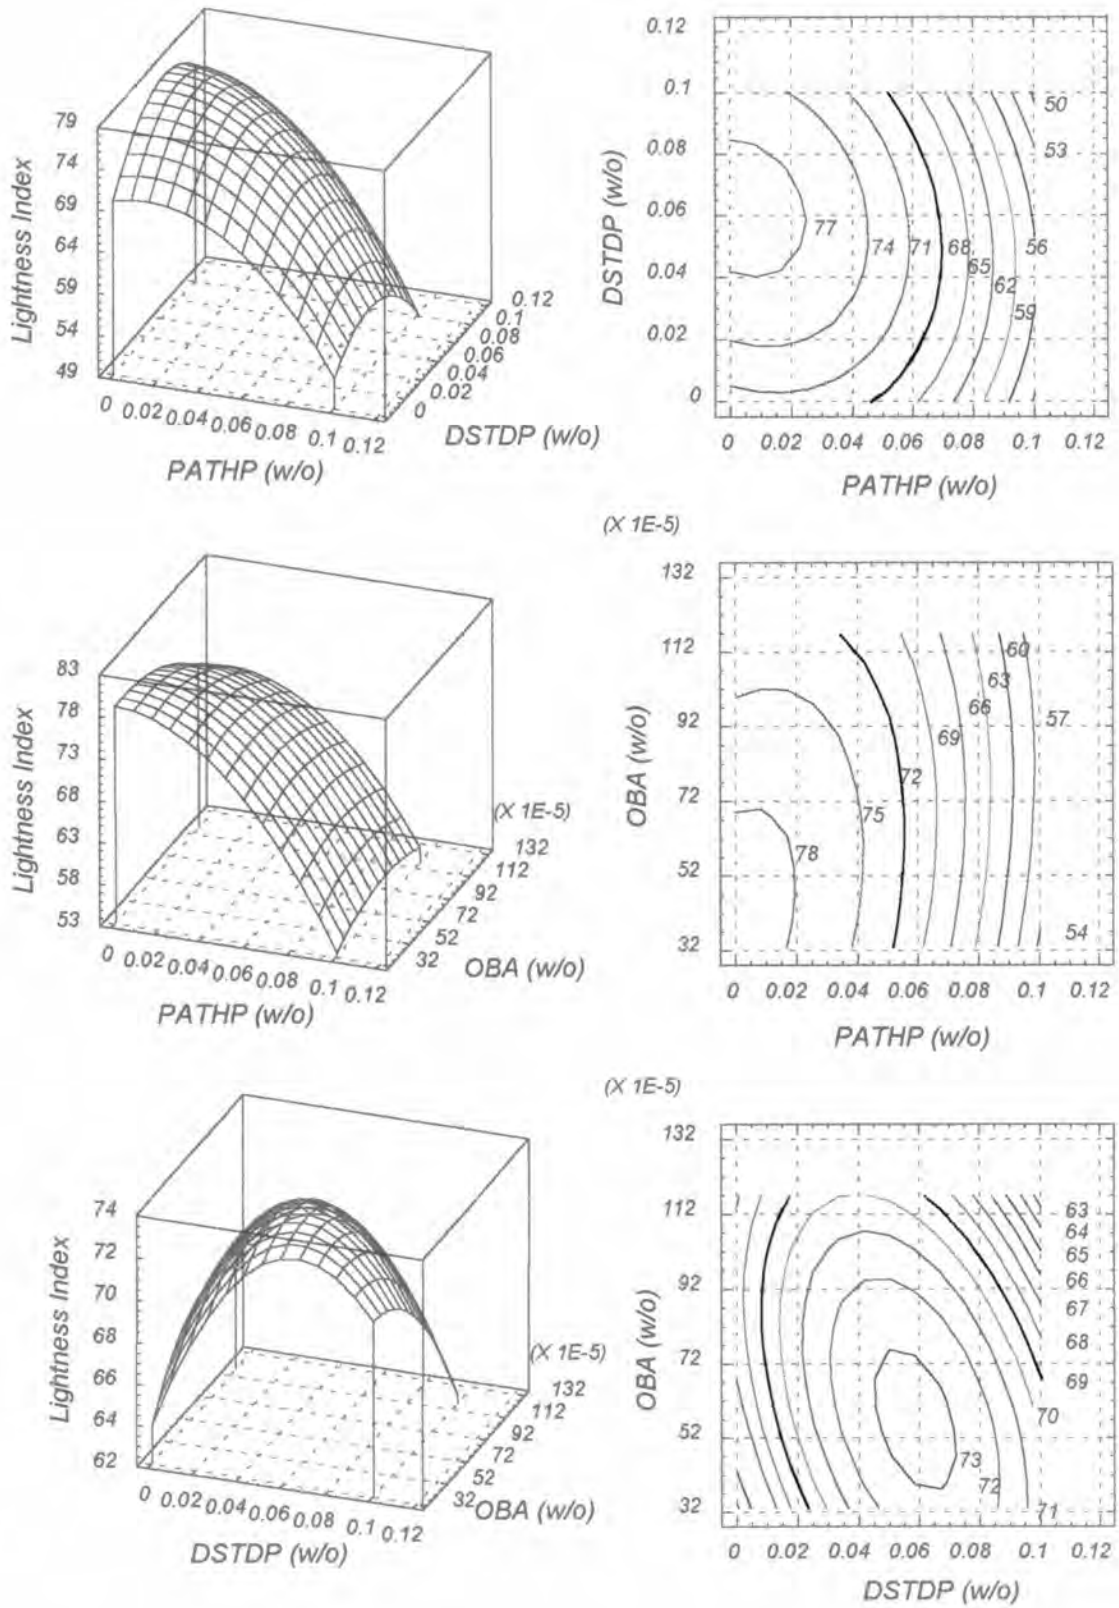 79
74
69
64
59
54
49
Lightness Index
0 0.02 0.04 0.06 0.08 0.1 0.12
PATHP (w/o)
0.12
0.1
0.08
0.06
0.04
0.02
0
DSTDP (w/o)
0.12
0.1
0.08
0.06
0.04
0.02
0
DSTDP (w/o)
50
53
77 74 71 68 65 62 59 56
0 0.02 0.04 0.06 0.08 0.1 0.12
PATHP (w/o)
83
78
73
68
63
58
53
Lightness Index
0 0.02 0.04 0.06 0.08 0.1 0.12
PATHP (w/o)
(X 1E-5)
132
112
92
72
52
32
OBA (w/o)
(X 1E-5)
132
112
92
72
52
32
OBA (w/o)
78 75 72 69 66 63 60 57
54
0 0.02 0.04 0.06 0.08 0.1 0.12
PATHP (w/o)
74
72
70
68
66
64
62
Lightness Index
0 0.02 0.04 0.06 0.08 0.1 0.12
DSTDP (w/o)
(X 1E-5)
132
112
92
72
52
32
OBA (w/o)
(X 1E-5)
132
112
92
72
52
32
OBA (w/o)
63
64
65
66
67
68
69
70
73
72
71
0 0.02 0.04 0.06 0.08 0.1 0.12
DSTDP (w/o)